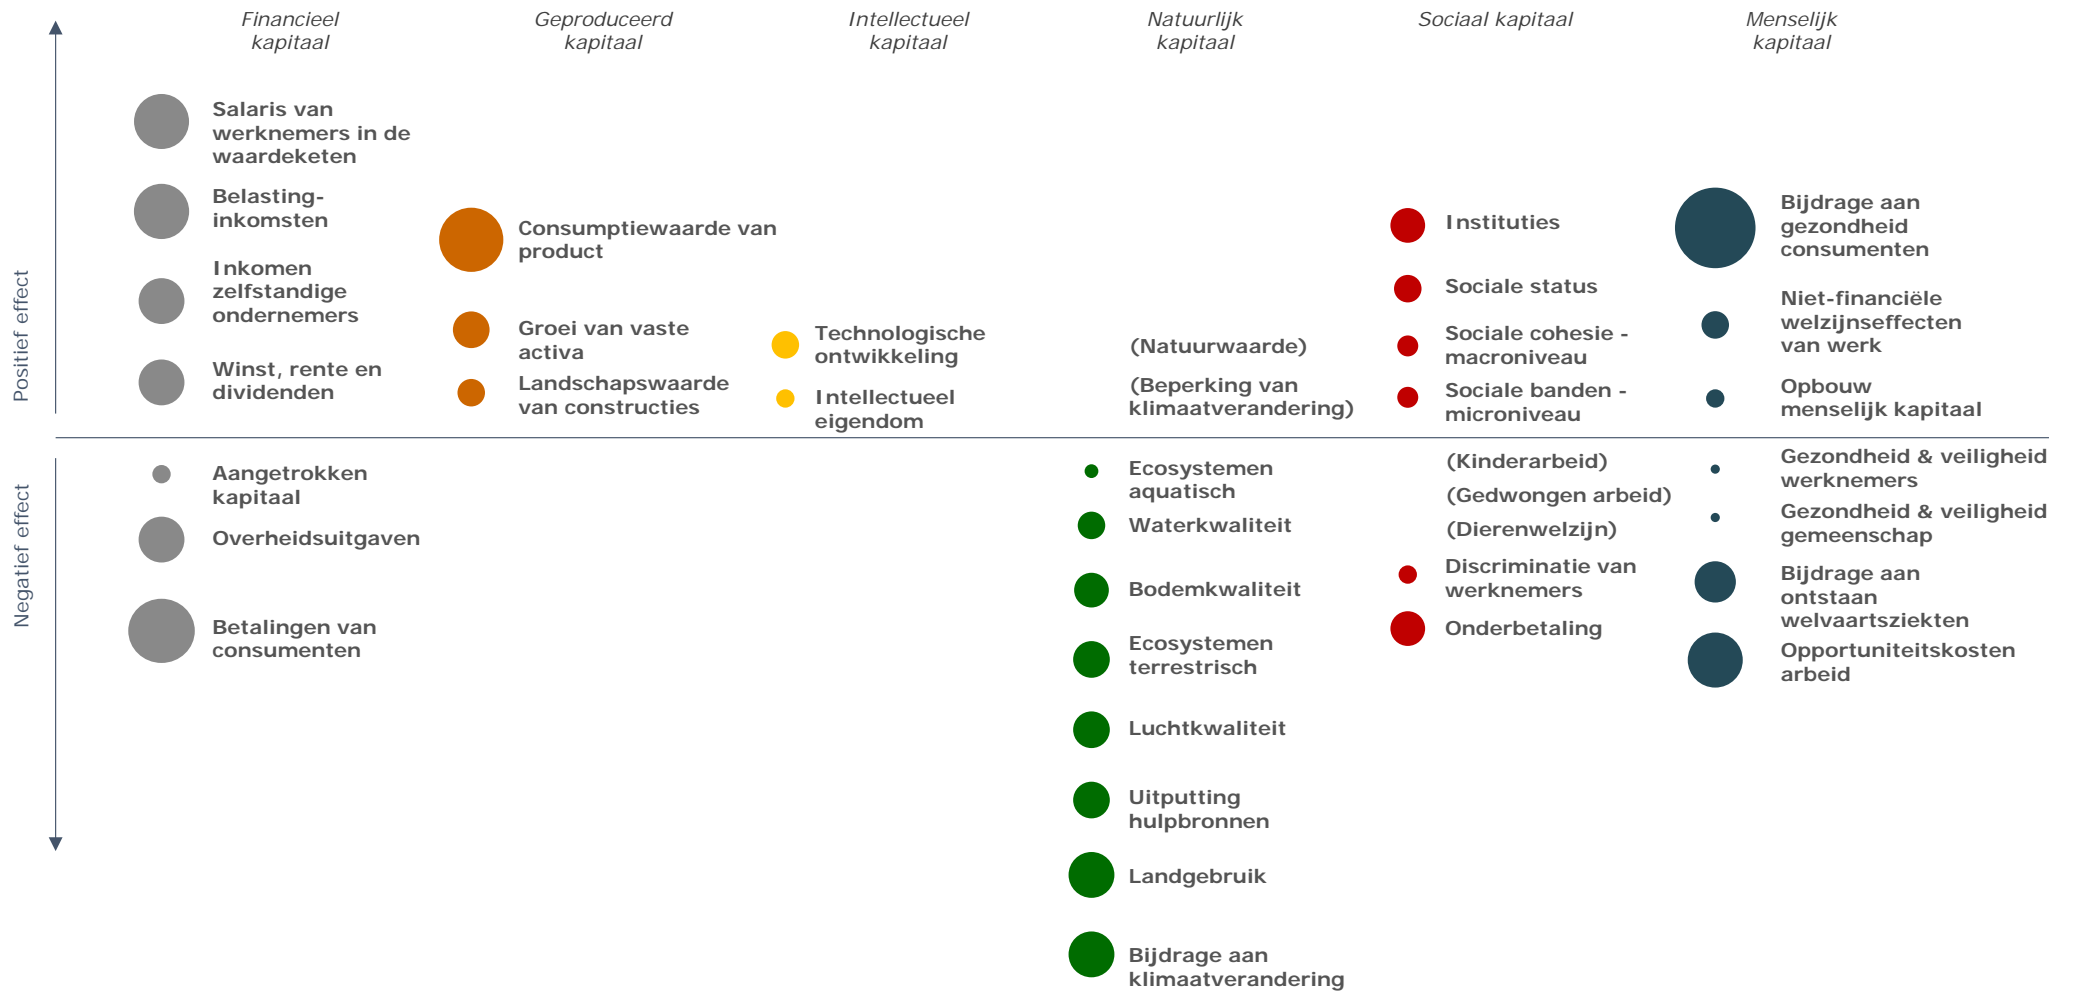 Financieel
kapitaal
Geproduceerd
kapitaal
Intellectueel
kapitaal
Natuurlijk
kapitaal
Sociaal kapitaal
Menselijk
kapitaal
Positief effect
Salaris van
werknemers in de
waardeketen
Belasting-
inkomsten
Inkomen
zelfstandige
ondernemers
Winst, rente en
dividenden
Consumptiewaarde van
product
Groei van vaste
activa
Landschapswaarde
van constructies
Technologische
ontwikkeling
Intellectueel
eigendom
(Natuurwaarde)
(Beperking van
klimaatverandering)
Instituties
Sociale status
Sociale cohesie -
macroniveau
Sociale banden -
microniveau
Bijdrage aan
gezondheid
consumenten
Niet-financiële
welzijnseffecten
van werk
Opbouw
menselijk kapitaal
Negatief effect
Aangetrokken
kapitaal
Overheidsuitgaven
Betalingen van
consumenten
Ecosystemen
aquatisch
Waterkwaliteit
Bodemkwaliteit
Ecosystemen
terrestrisch
Luchtkwaliteit
Uitputting
hulpbronnen
Landgebruik
Bijdrage aan
klimaatverandering
(Kinderarbeid)
(Gedwongen arbeid)
(Dierenwelzijn)
Discriminatie van
werknemers
Onderbetaling
Gezondheid & veiligheid
werknemers
Gezondheid & veiligheid
gemeenschap
Bijdrage aan
ontstaan
welvaartsziekten
Opportuniteitskosten
arbeid